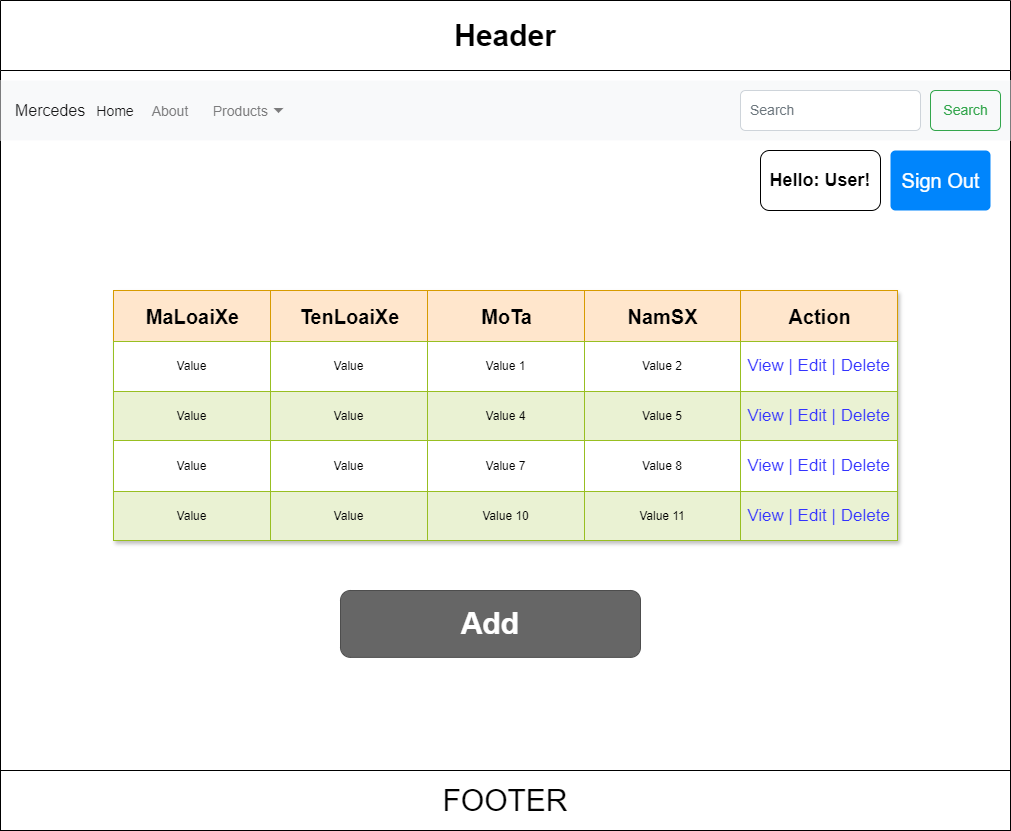 Header
Mercedes Home About Products Search Search
Hello: User! Sign Out
MaLoaiXe TenLoaiXe MoTa NamSX Action
Value Value Value 1 Value 2 View | Edit | Delete
Value Value Value 4 Value 5 View | Edit | Delete
Value Value Value 7 Value 8 View | Edit | Delete
Value Value Value 10 Value 11 View | Edit | Delete
Add
FOOTER